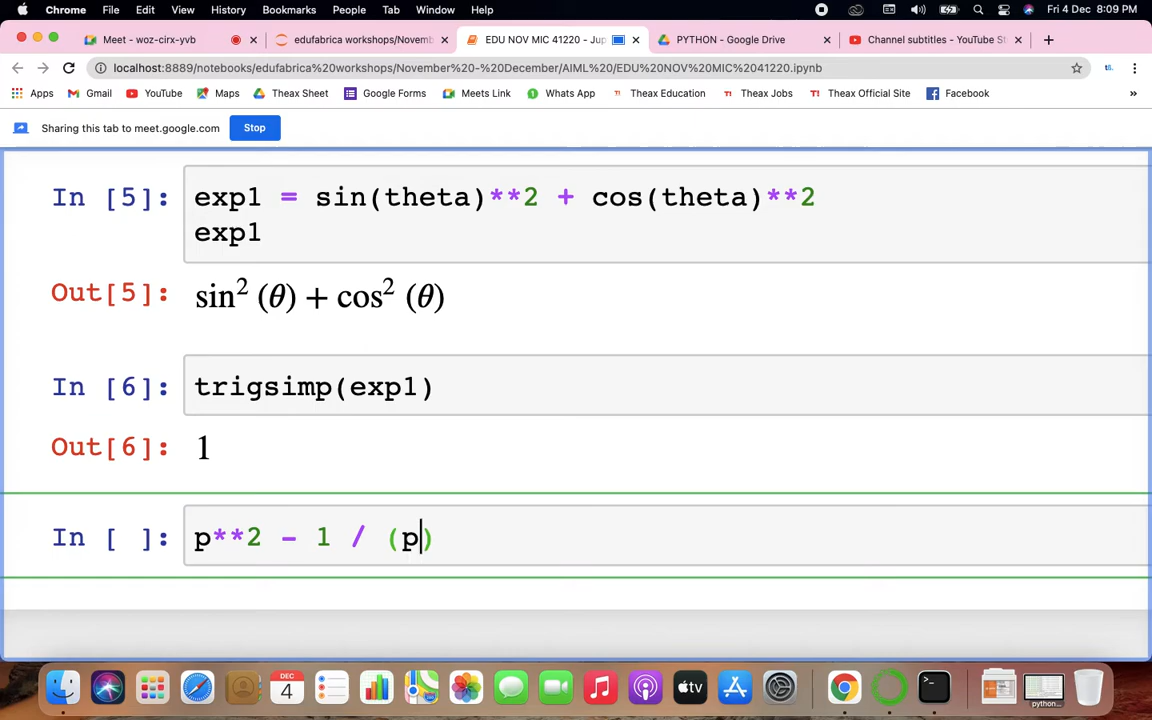 Chrome File Edit View History Bookmarks People Tab Window Help Fri 4 Dec 8:09 PM
Meet - woz-cirx-yvb edufabrica workshops/Novemb EDU NOV MIC 41220 - Jup PYTHON - Google Drive Channel subtitles - YouTube St
localhost:8889/notebooks/edufabrica%20workshops/November%20-%20December/AIML%20/EDU%20NOV%20MIC%2041220.ipynb
Apps Gmail YouTube Maps Theax Sheet Google Forms Meets Link Whats App Theax Education Theax Jobs Theax Official Site Facebook »
Sharing this tab to meet.google.com Stop
In [5]: exp1 = sin(theta)**2 + cos(theta)**2
exp1
Out[5]: sin² (θ) + cos² (θ)
In [6]: trigsimp(exp1)
Out[6]: 1
In [ ]: p**2 - 1 / (p)
DEC
4
tv
python...